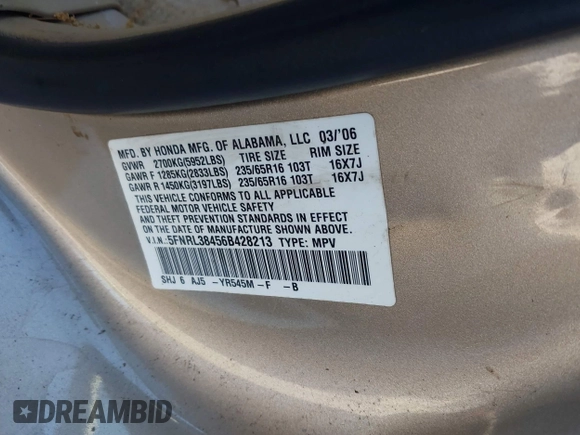 MFD. BY HONDA MFG. OF ALABAMA, LLC 03/'06
GVWR 2700KG(5952LBS) TIRE SIZE RIM SIZE
GAWR F 1285KG(2833LBS) 235/65R16 103T 16X7J
GAWR R 1450KG(3197LBS) 235/65R16 103T 16X7J
THIS VEHICLE CONFORMS TO ALL APPLICABLE
FEDERAL MOTOR VEHICLE SAFETY
AND THEFT PREVENTION STANDARDS IN EFFECT
ON THE DATE OF MANUFACTURE SHOWN ABOVE.
V.I.N.:5FNRL38456B428213 TYPE: MPV
SHJ 6 AJ5 -YR545M -F -B
DREAMBID